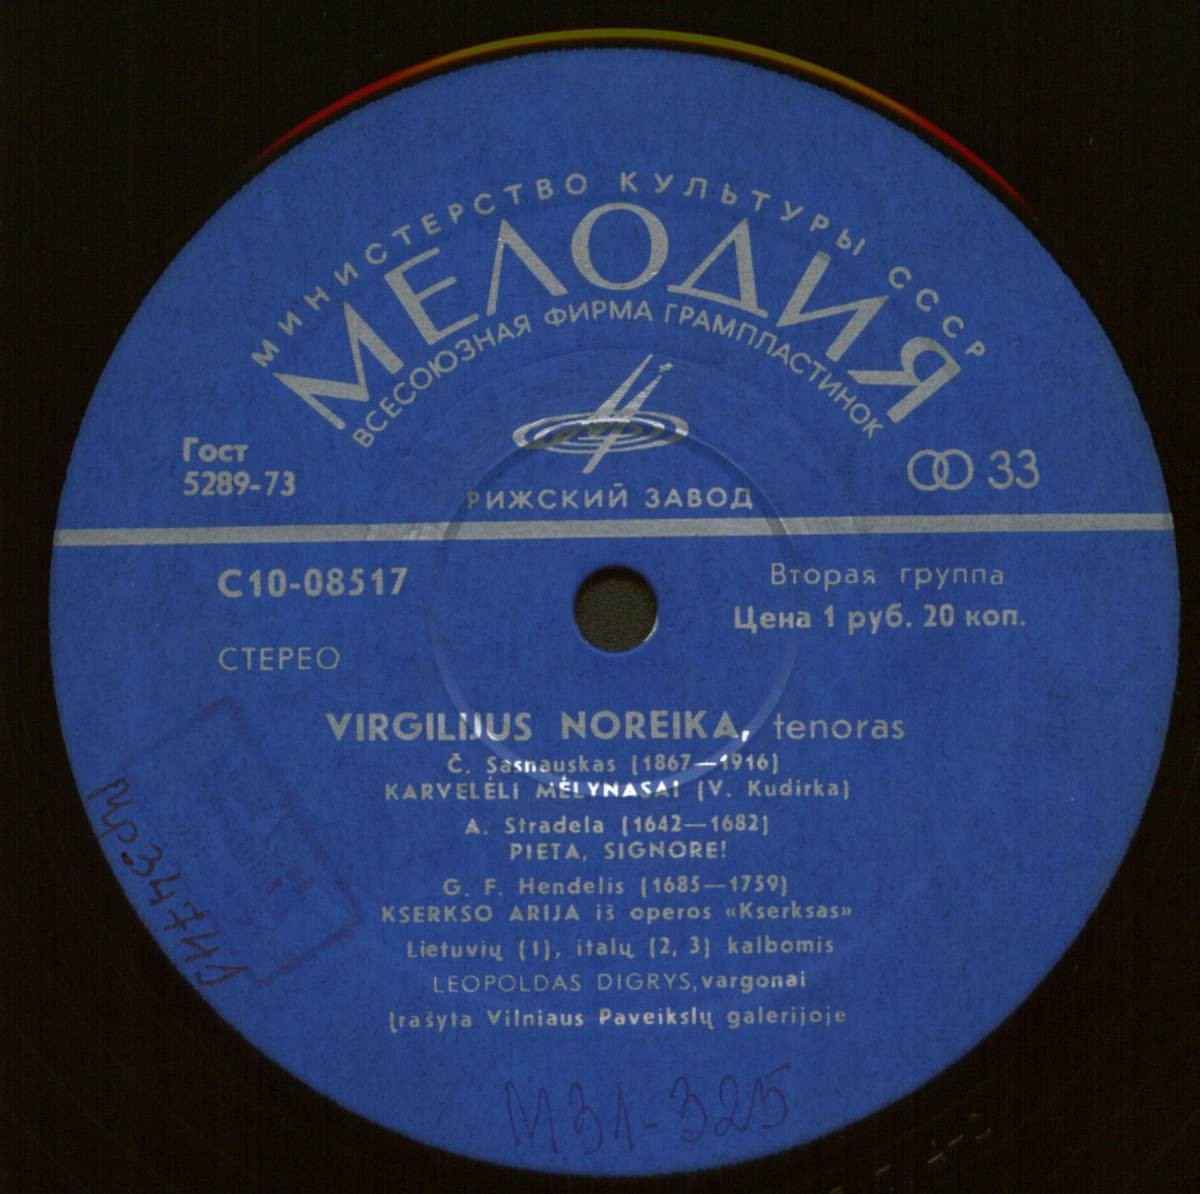 МИНИСТЕРСТВО КУЛЬТУРЫ СССР
МЕЛОДИЯ
ВСЕСОЮЗНАЯ ФИРМА ГРАМПЛАСТИНОК
Гост
5289-73
33
РИЖСКИЙ ЗАВОД
С10-08517
Вторая группа
Цена 1 руб. 20 коп.
СТЕРЕО
VIRGILIJUS NOREIKA, tenoras
Č. Sasnauskas (1867—1916)
KARVELĖLI MĖLYNASAI (V. Kudirka)
A. Stradela (1642—1682)
PIETA, SIGNORE!
G. F. Hendelis (1685—1759)
KSERKSO ARIJA iš operos «Kserksas»
Lietuvių (1), italų (2, 3) kalbomis
LEOPOLDAS DIGRYS, vargonai
Įrašyta Vilniaus Paveikslų galerijoje
М31-325